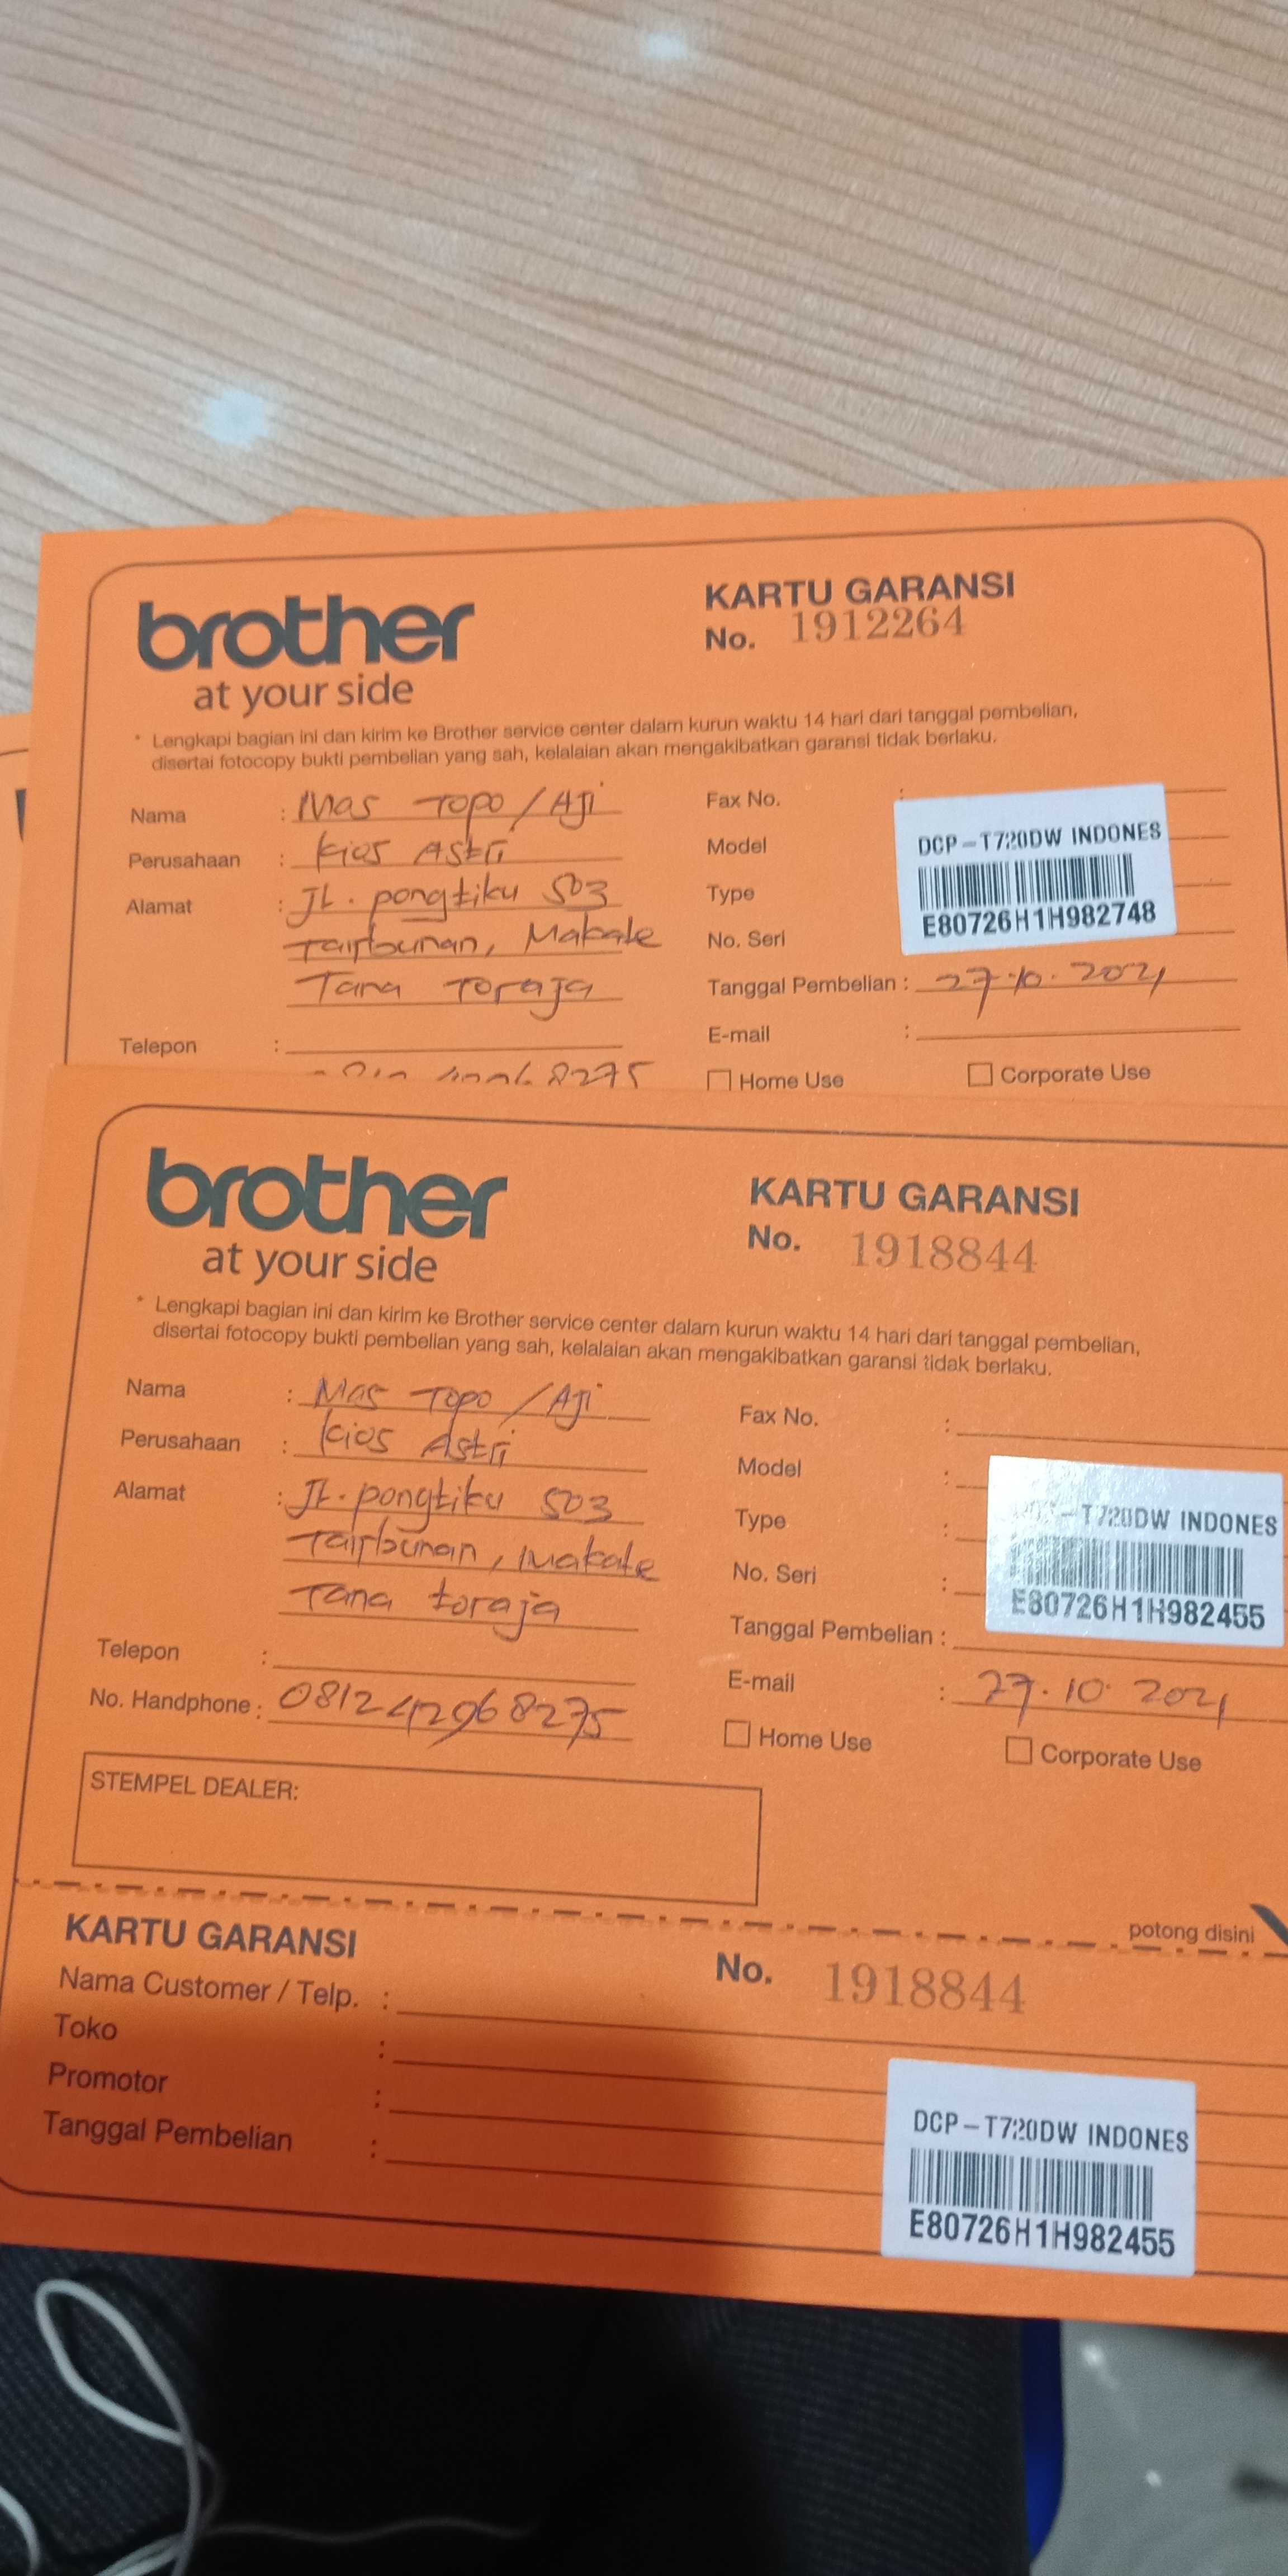 brother
at your side
KARTU GARANSI
No. 1912264
* Lengkapi bagian ini dan kirim ke Brother service center dalam kurun waktu 14 hari dari tanggal pembelian,
disertai fotocopy bukti pembelian yang sah, kelalaian akan mengakibatkan garansi tidak berlaku.
Nama : Mas Topo / Aji
Perusahaan : Kios Astri
Alamat : JL. pongtiku 503
Makale
Tana Toraja
Telepon :
8275
Fax No. :
Model
Type
No. Seri
DCP-T720DW INDONES
E80726H1H982748
Tanggal Pembelian : 27.10.2021
E-mail :
Home Use
Corporate Use
brother
at your side
KARTU GARANSI
No. 1918844
* Lengkapi bagian ini dan kirim ke Brother service center dalam kurun waktu 14 hari dari tanggal pembelian,
disertai fotocopy bukti pembelian yang sah, kelalaian akan mengakibatkan garansi tidak berlaku.
Nama : Mas Topo / Aji
Perusahaan : Kios Astri
Alamat : JL. pongtiku 503
Makale
Tana toraja
Telepon :
No. Handphone : 081242968275
Fax No. :
Model :
Type :
No. Seri :
T720DW INDONES
E80726H1H982455
Tanggal Pembelian :
E-mail : 27.10.2021
Home Use
Corporate Use
STEMPEL DEALER:
potong disini
KARTU GARANSI
No. 1918844
Nama Customer / Telp. :
Toko :
Promotor :
Tanggal Pembelian :
DCP-T720DW INDONES
E80726H1H982455